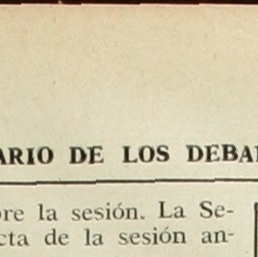 ARIO DE LOS DEBA
re la sesión. La Se-
cta de la sesión an-